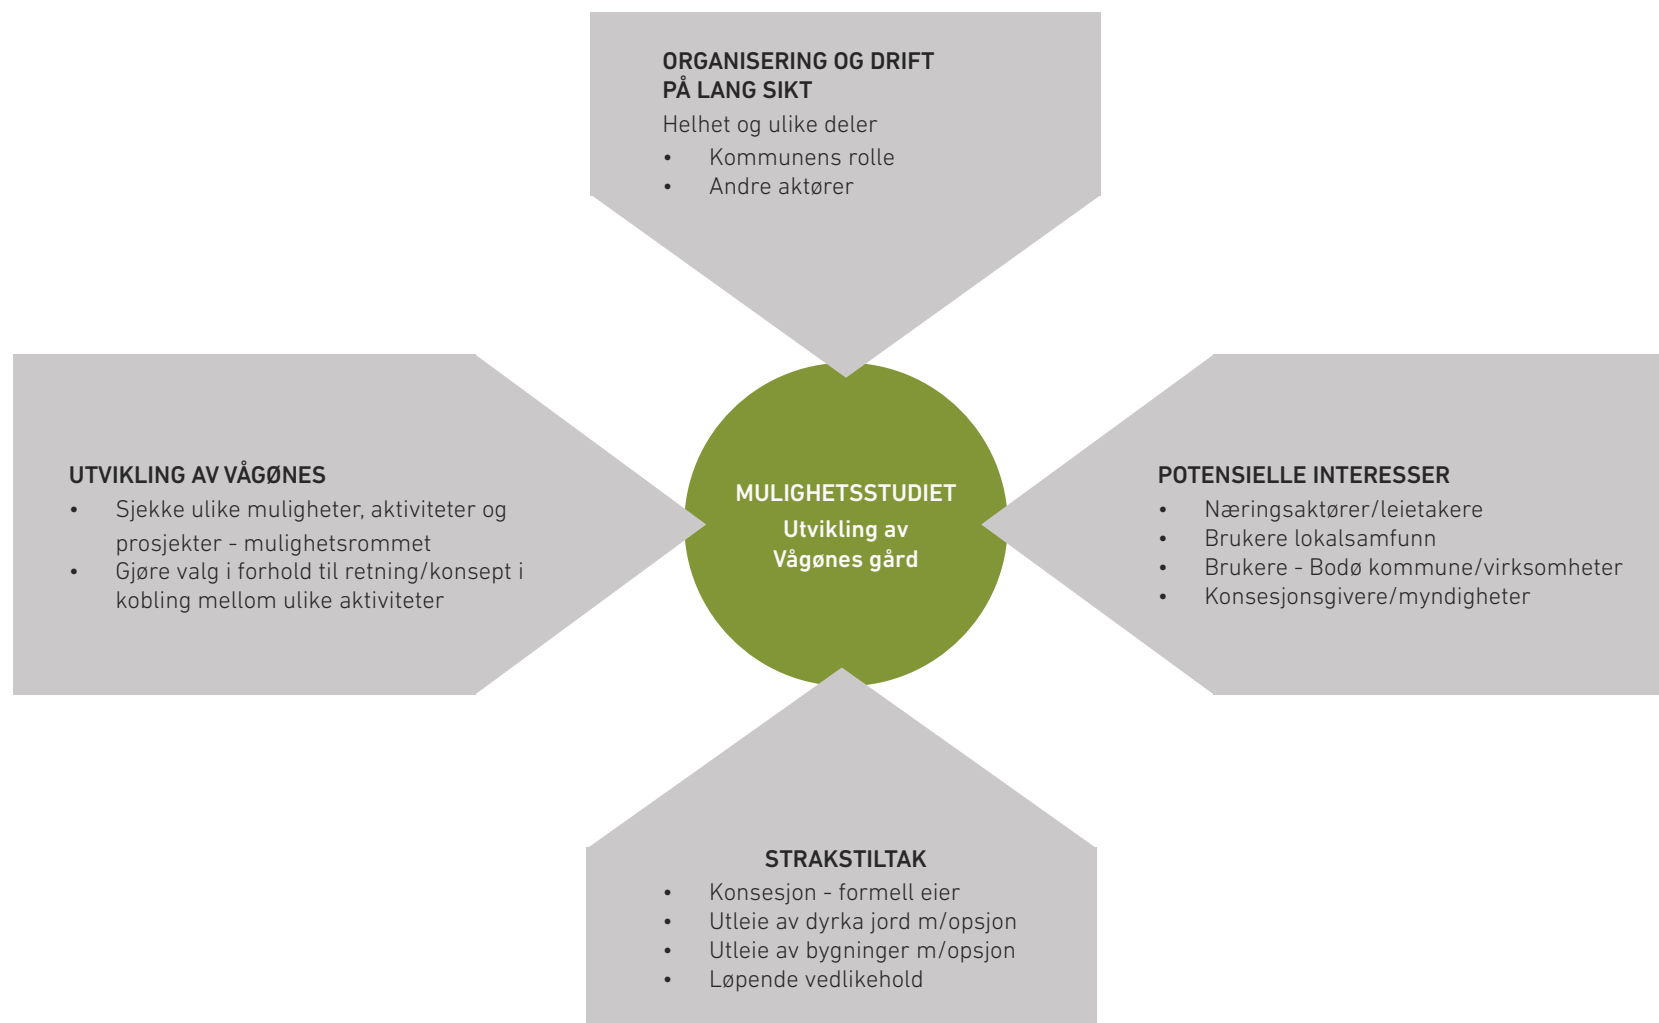 ORGANISERING OG DRIFT
PÅ LANG SIKT
Helhet og ulike deler
• Kommunens rolle
• Andre aktører
UTVIKLING AV VÅGØNES
• Sjekke ulike muligheter, aktiviteter og
prosjekter - mulighetsrommet
• Gjøre valg i forhold til retning/konsept i
kobling mellom ulike aktiviteter
MULIGHETSSTUDIET
Utvikling av
Vågønes gård
POTENSIELLE INTERESSER
• Næringsaktører/leietakere
• Brukere lokalsamfunn
• Brukere - Bodø kommune/virksomheter
• Konsesjonsgivere/myndigheter
STRAKSTILTAK
• Konsesjon - formell eier
• Utleie av dyrka jord m/opsjon
• Utleie av bygninger m/opsjon
• Løpende vedlikehold